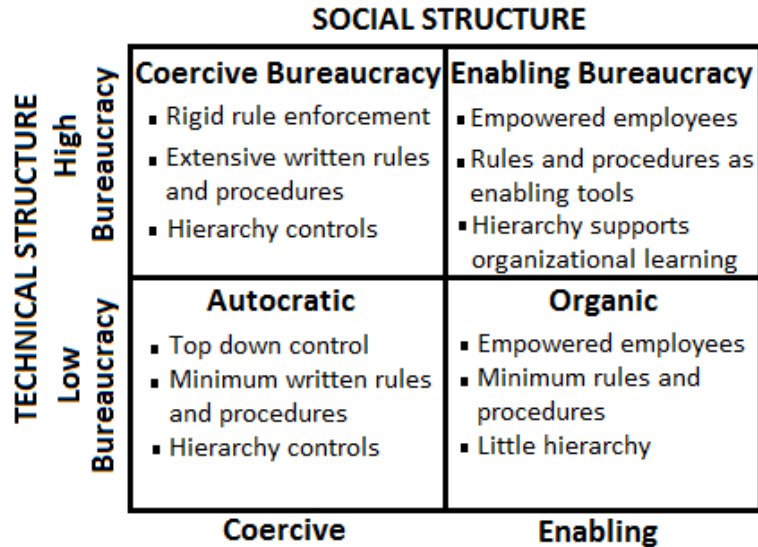 SOCIAL STRUCTURE
TECHNICAL STRUCTURE
High
Bureaucracy
Coercive Bureaucracy
▪ Rigid rule enforcement
▪ Extensive written rules
and procedures
▪ Hierarchy controls
Enabling Bureaucracy
▪ Empowered employees
▪ Rules and procedures as
enabling tools
▪ Hierarchy supports
organizational learning
Low
Bureaucracy
Autocratic
▪ Top down control
▪ Minimum written rules
and procedures
▪ Hierarchy controls
Organic
▪ Empowered employees
▪ Minimum rules and
procedures
▪ Little hierarchy
Coercive
Enabling